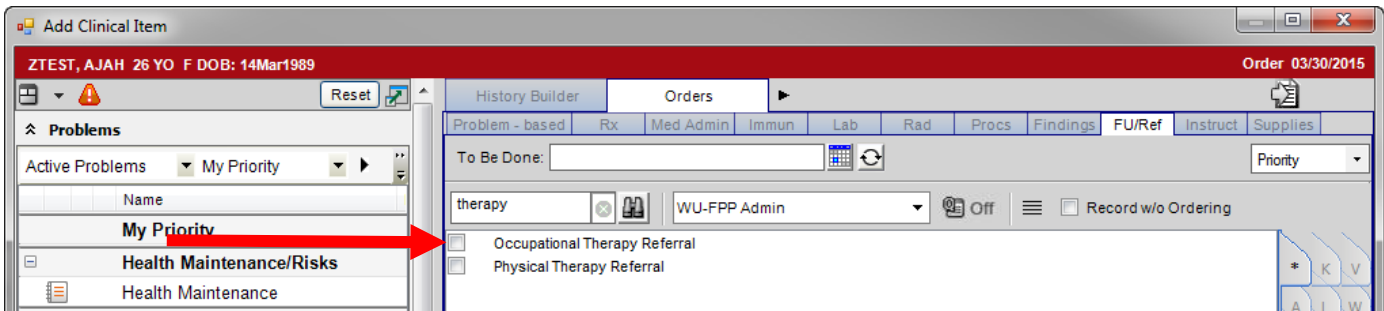 Add Clinical Item
ZTEST, AJAH 26 YO F DOB: 14Mar1989
Order 03/30/2015
Reset
Problems
Active Problems
My Priority
Name
My Priority
Health Maintenance/Risks
Health Maintenance
History Builder
Orders
Problem - based
Rx
Med Admin
Immun
Lab
Rad
Procs
Findings
FU/Ref
Instruct
Supplies
To Be Done:
Priority
therapy
WU-FPP Admin
Off
Record w/o Ordering
Occupational Therapy Referral
Physical Therapy Referral
* K V
A L W